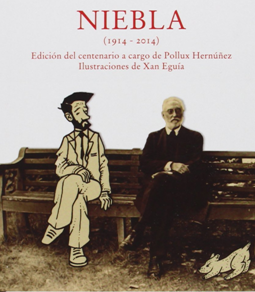 NIEBLA
(1914 - 2014)
Edición del centenario a cargo de Pollux Hernúñez
Ilustraciones de Xan Eguía